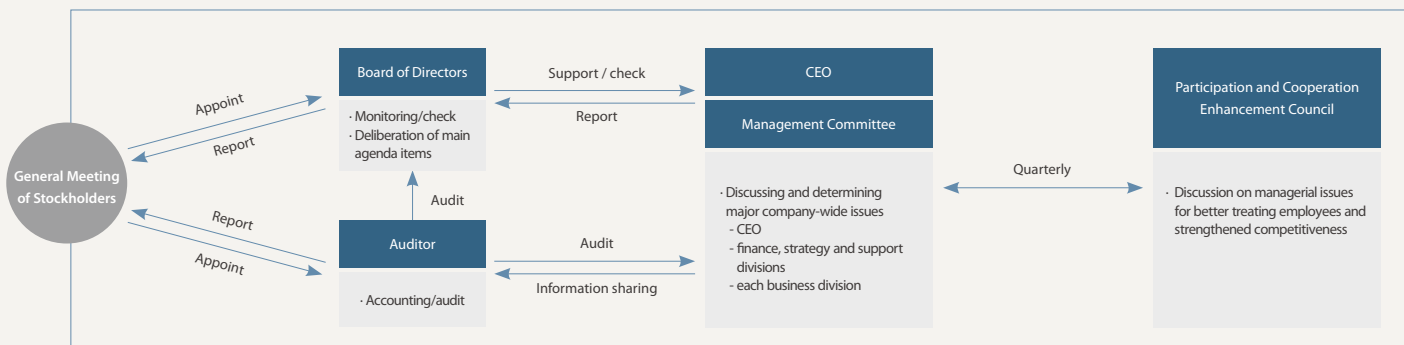 General Meeting
of Stockholders
Appoint
Report
Report
Appoint
Board of Directors
· Monitoring/check
· Deliberation of main
agenda items
Audit
Auditor
· Accounting/audit
Support / check
Report
Audit
Information sharing
CEO
Management Committee
· Discussing and determining
major company-wide issues
- CEO
- finance, strategy and support
divisions
- each business division
Quarterly
Participation and Cooperation
Enhancement Council
· Discussion on managerial issues
for better treating employees and
strengthened competitiveness